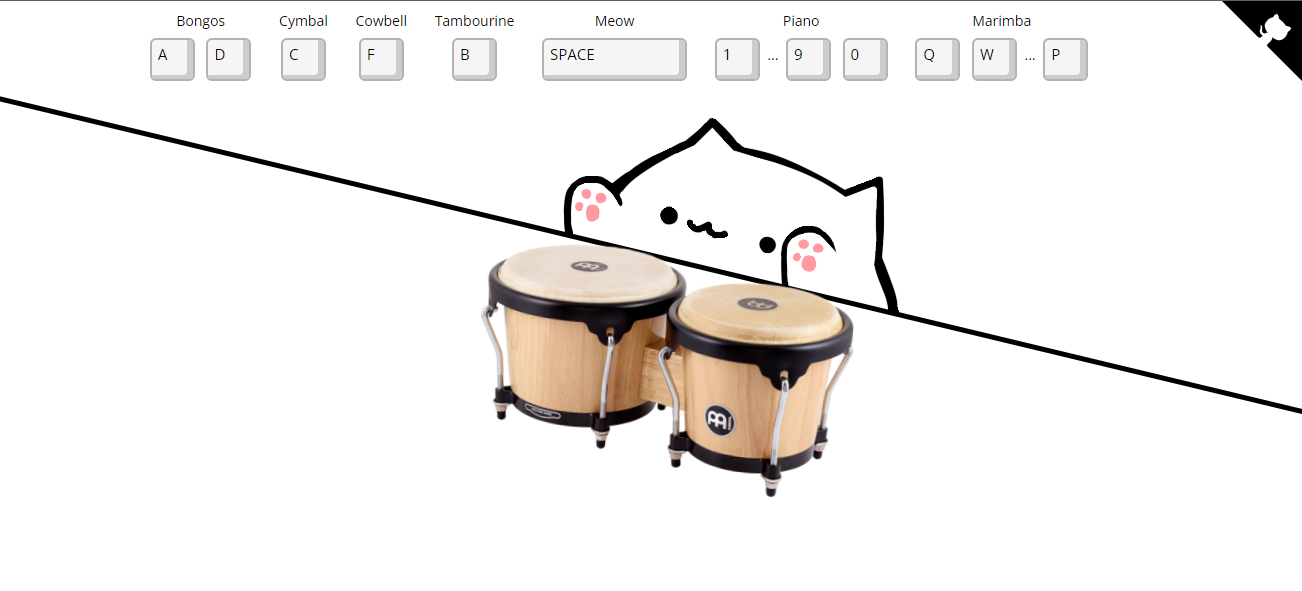 Bongos Cymbal Cowbell Tambourine Meow Piano Marimba
A D C F B SPACE 1 ... 9 0 Q W ... P